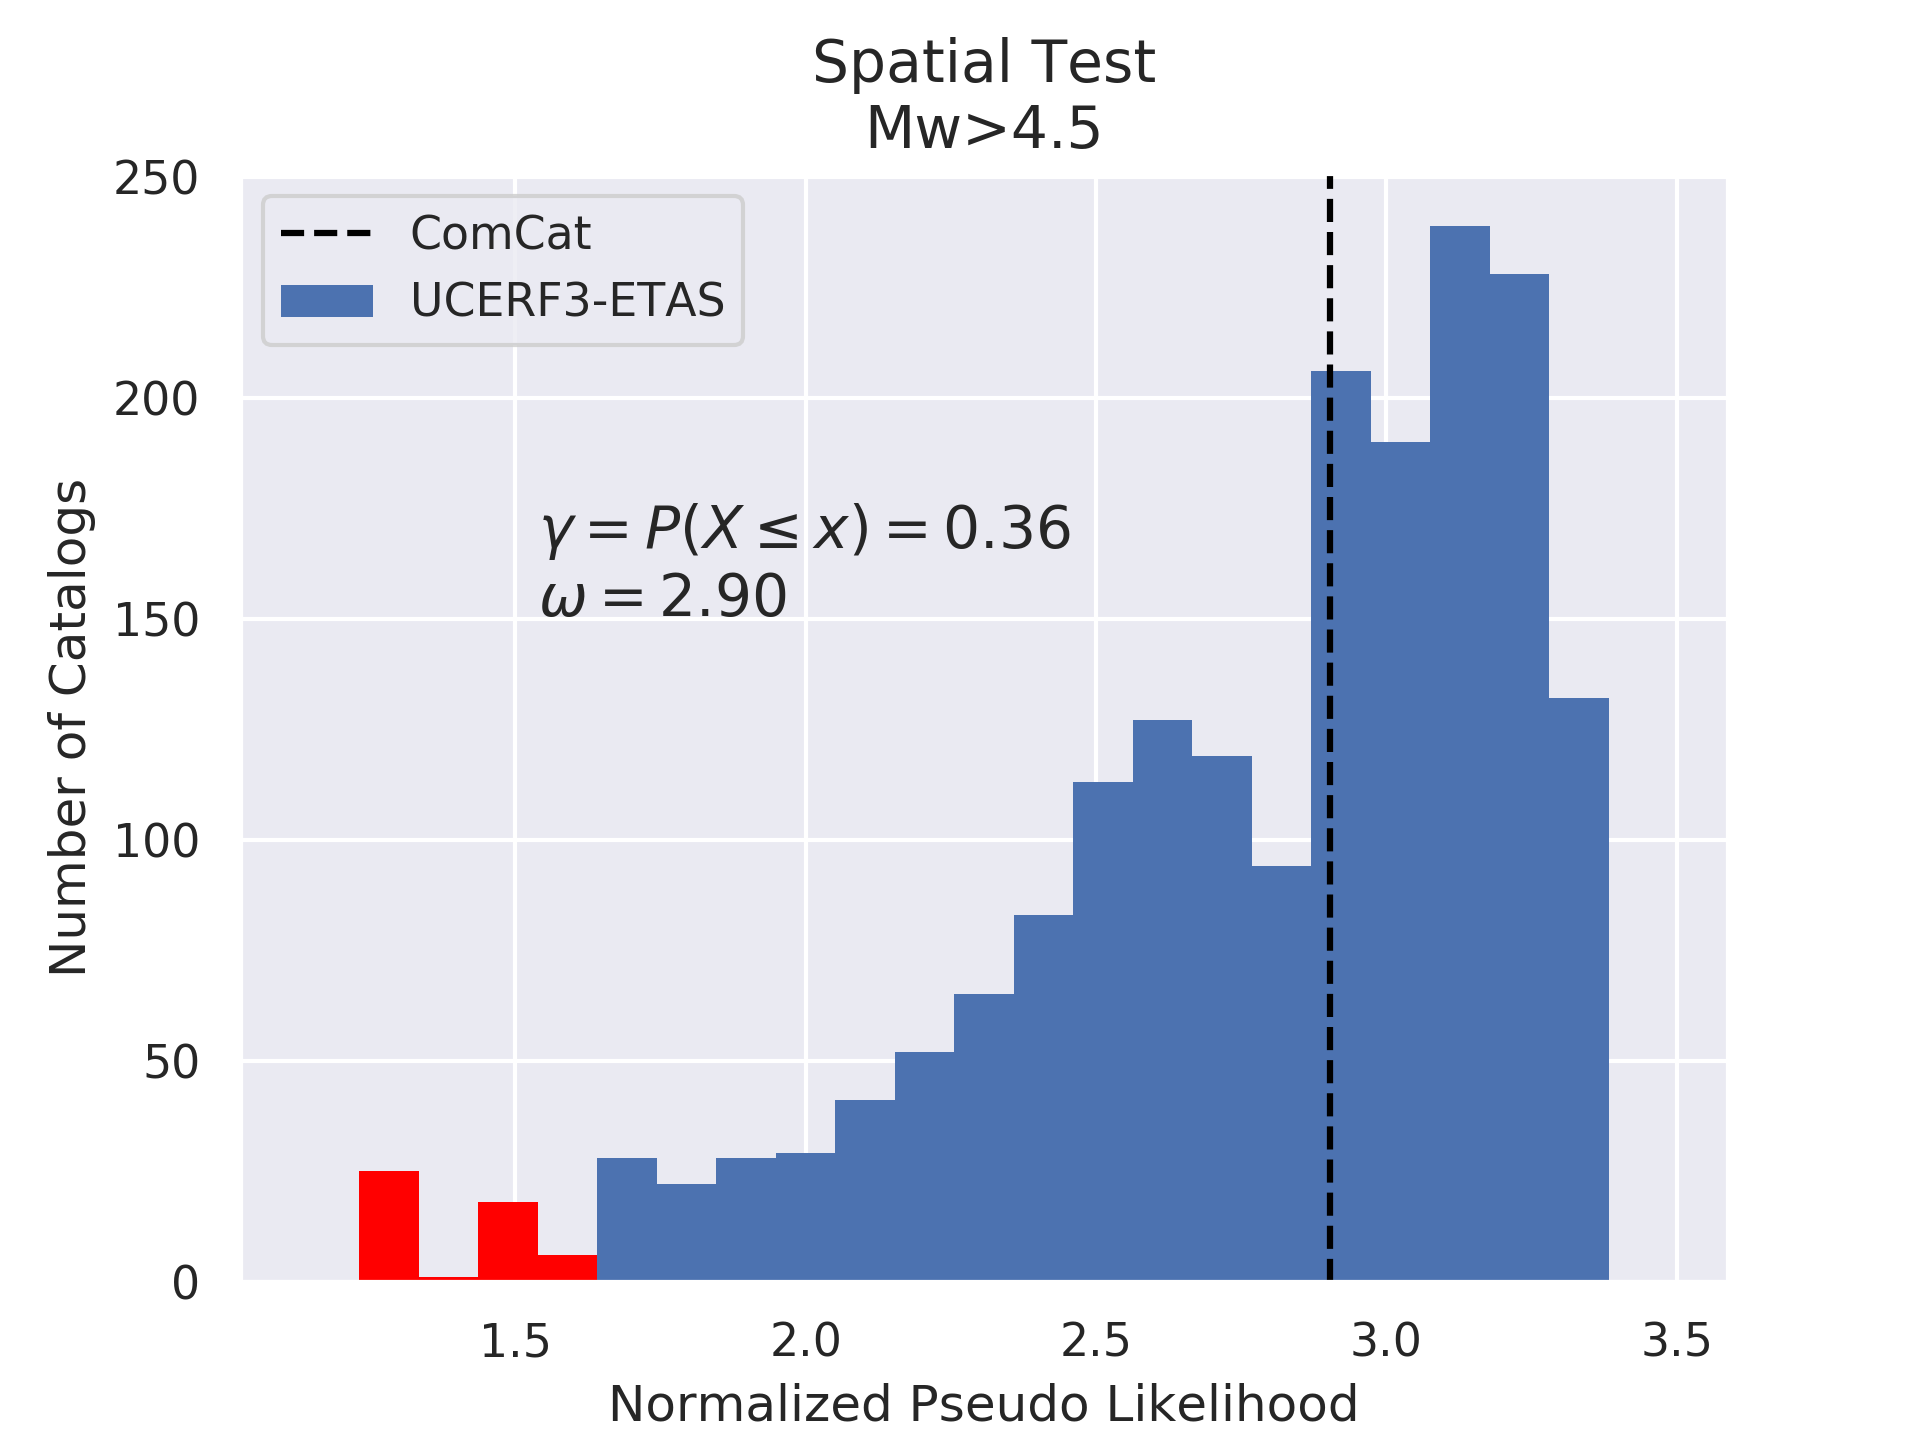 Spatial Test
Mw>4.5
250
200
150
100
50
0
Number of Catalogs
ComCat
UCERF3-ETAS
γ = P(X ≤ x) = 0.36
ω = 2.90
1.5 2.0 2.5 3.0 3.5
Normalized Pseudo Likelihood